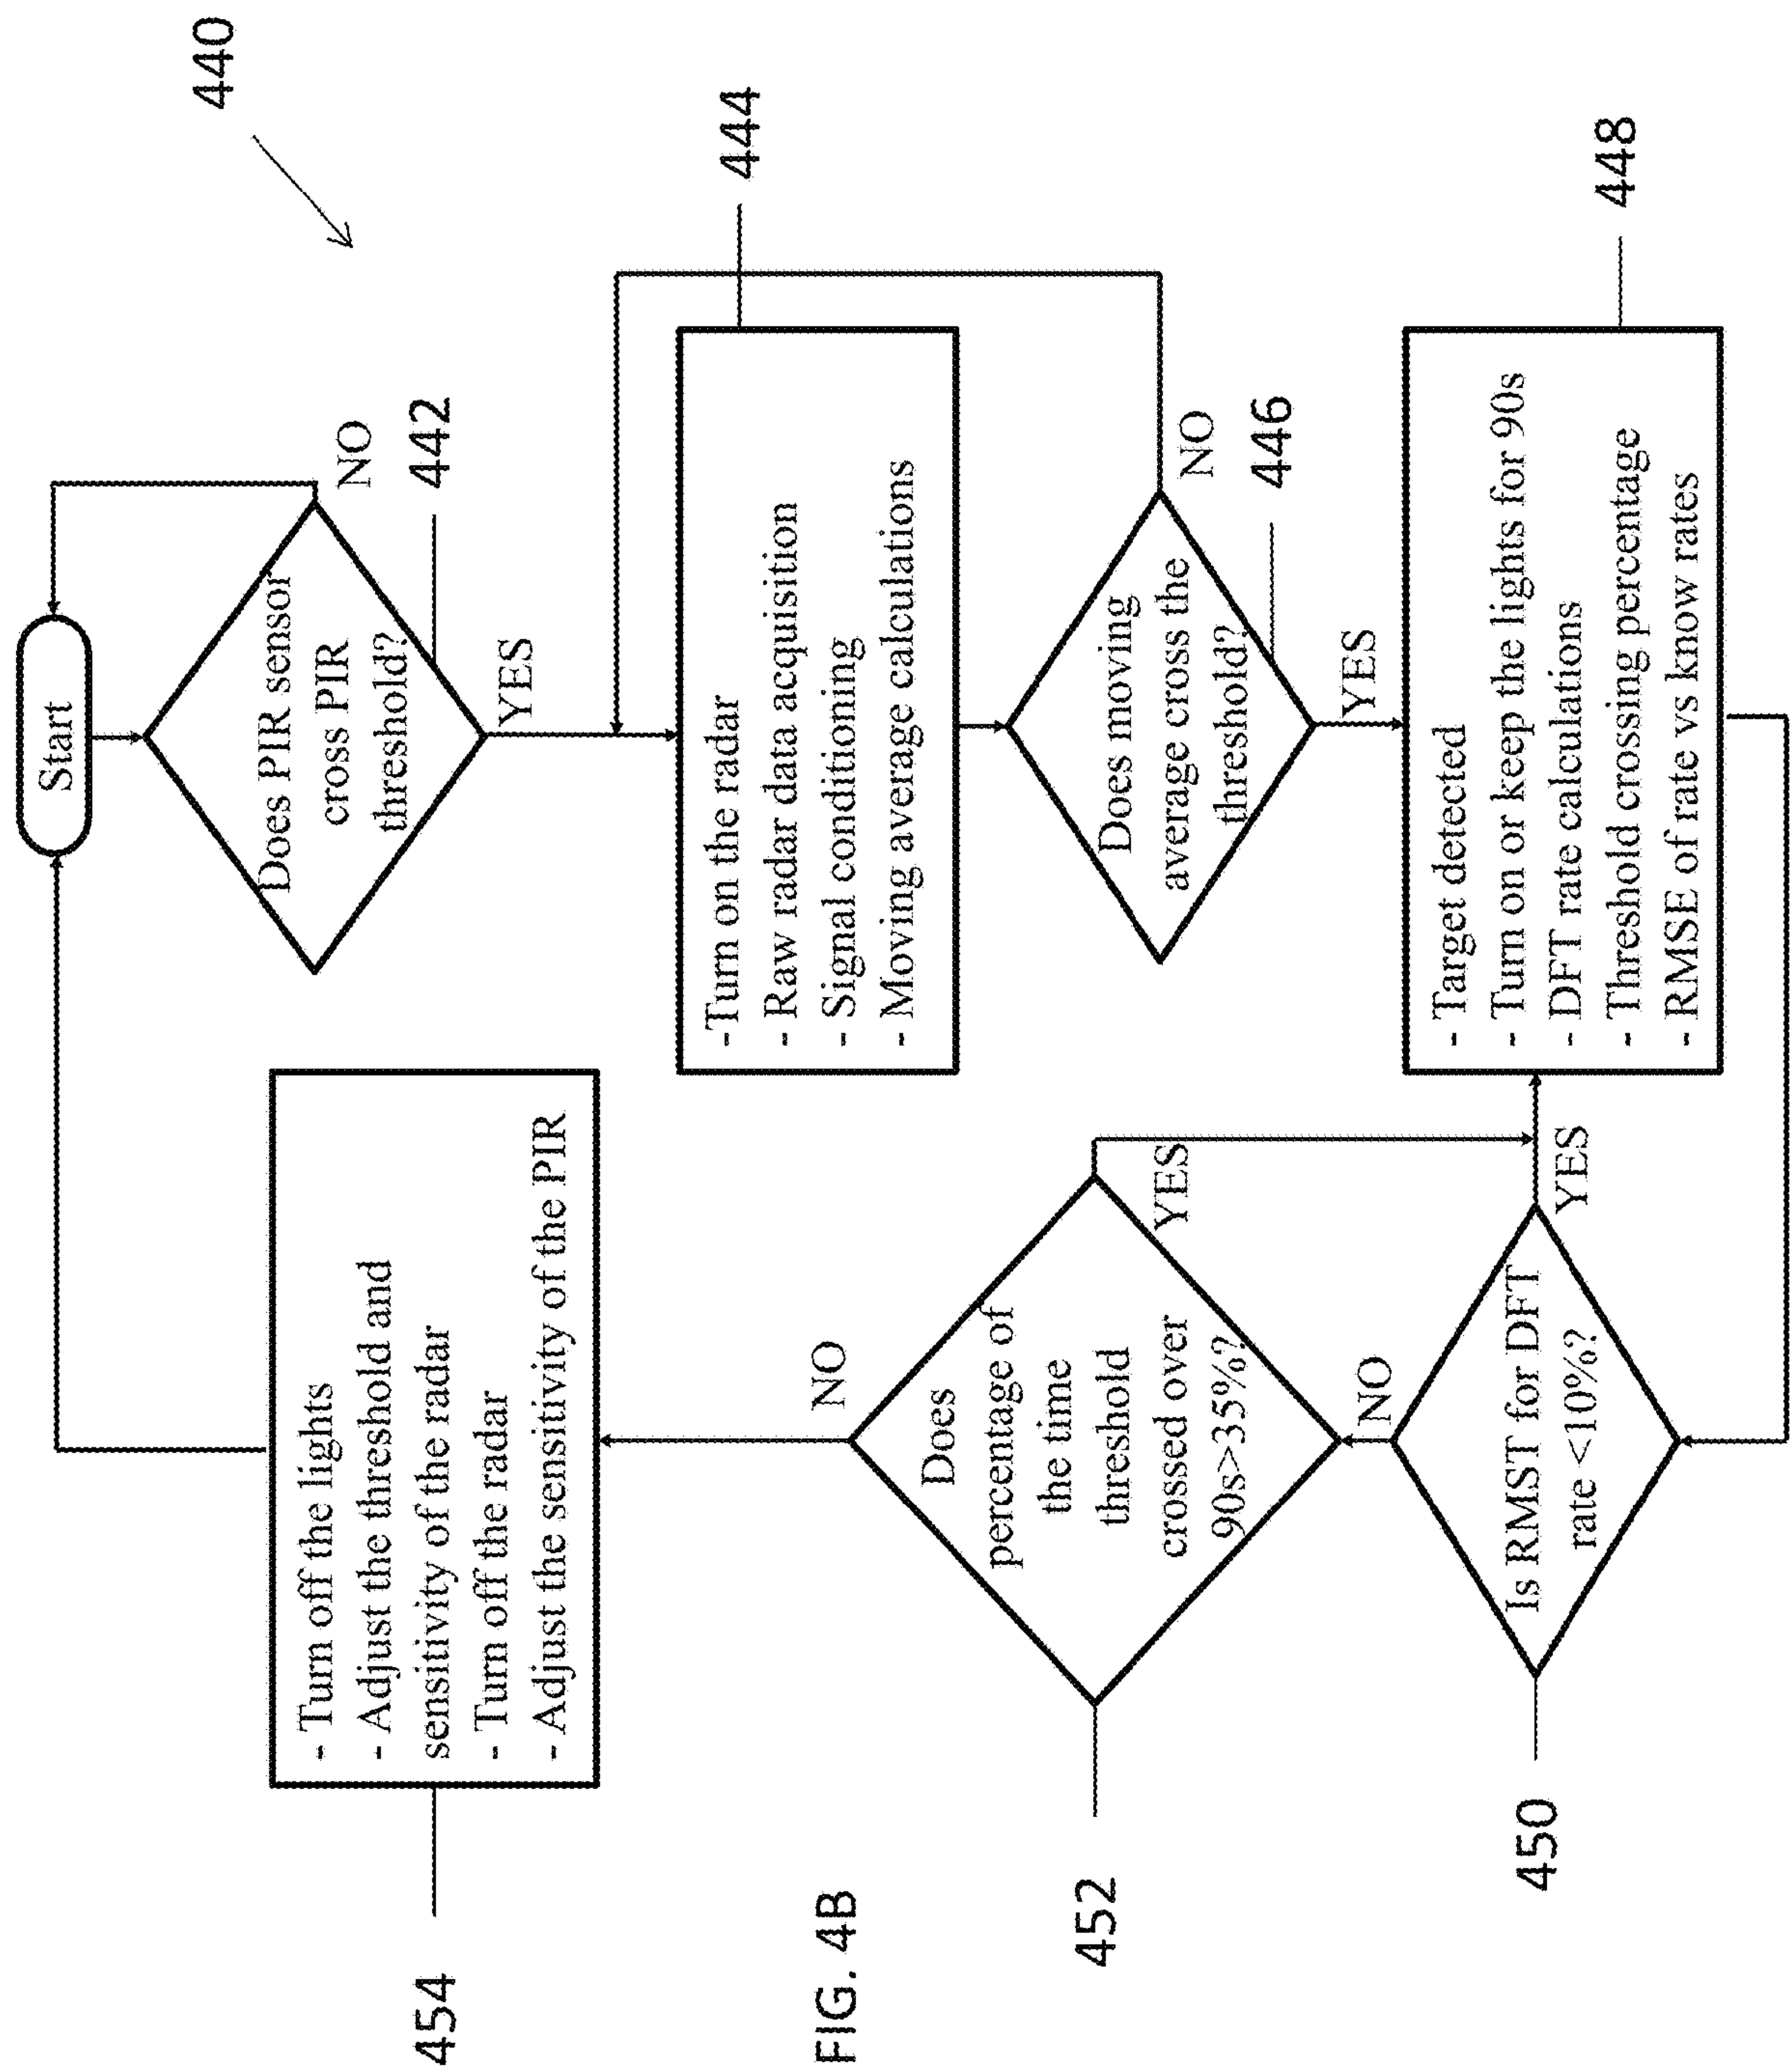 440
Start
Does PIR sensor
cross PIR
threshold?
NO
442
YES
-Turn on the radar
- Raw radar data acquisition
- Signal conditioning
- Moving average calculations
444
Does moving
average cross the
threshold?
NO
446
YES
- Target detected
- Turn on or keep the lights for 90s
- DFT rate calculations
- Threshold crossing percentage
- RMSE of rate vs know rates
448
Is RMST for DFT
rate <10%?
YES
NO
450
Does
percentage of
the time
threshold
crossed over
90s>35%?
YES
NO
452
- Turn off the lights
- Adjust the threshold and
sensitivity of the radar
- Turn off the radar
- Adjust the sensitivity of the PIR
454
FIG. 4B